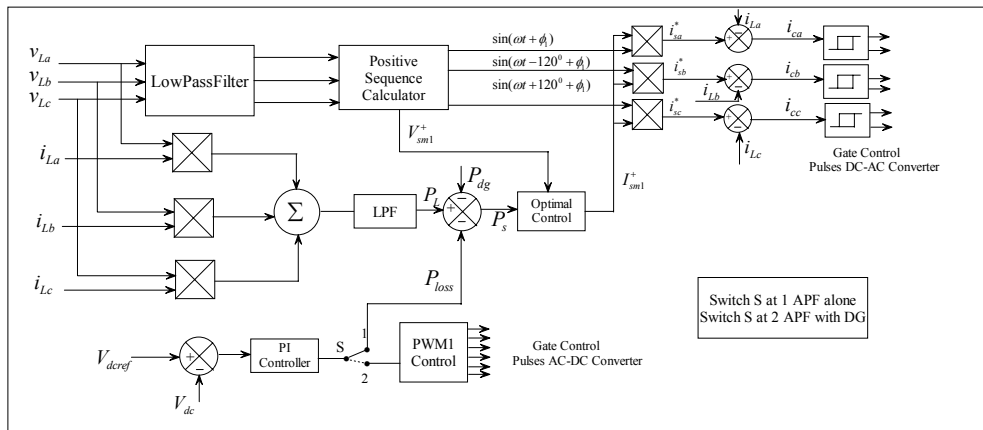 v_La
v_Lb
v_Lc
LowPassFilter
Positive
Sequence
Calculator
sin(ωt + ϕ₁)
sin(ωt −120⁰ + ϕ₁)
sin(ωt +120⁰ + ϕ₁)
V⁺_sm1
i*_sa
i*_sb
i*_sc
i_La
i_Lb
i_Lc
i_ca
i_cb
i_cc
Gate Control
Pulses DC-AC Converter
I⁺_sm1
i_La
i_Lb
i_Lc
Σ
LPF
P_L
P_dg
P_s
P_loss
Optimal
Control
Switch S at 1 APF alone
Switch S at 2 APF with DG
V_dcref
V_dc
PI
Controller
S
1
2
PWM1
Control
Gate Control
Pulses AC-DC Converter